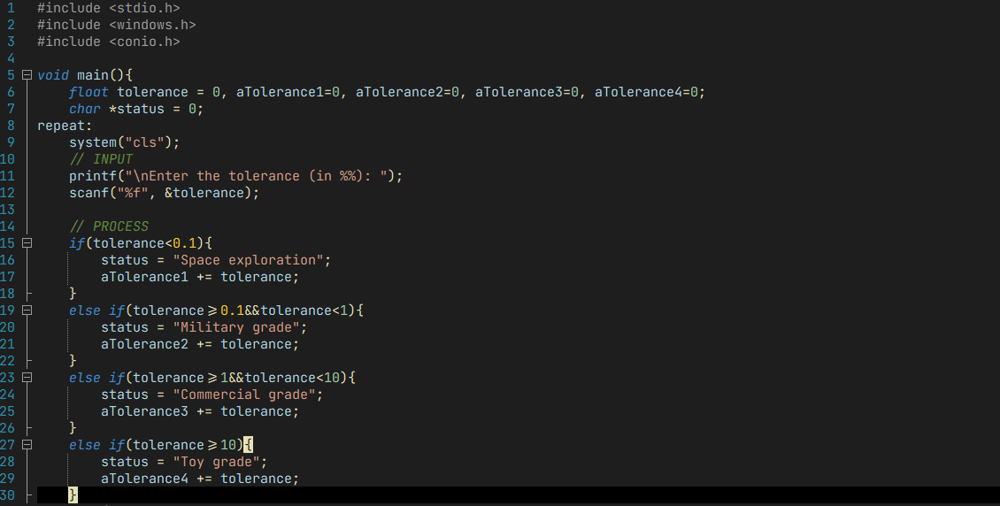 1 #include <stdio.h>
2 #include <windows.h>
3 #include <conio.h>
4
5 void main(){
6     float tolerance = 0, aTolerance1=0, aTolerance2=0, aTolerance3=0, aTolerance4=0;
7     char *status = 0;
8 repeat:
9     system("cls");
10     // INPUT
11     printf("\nEnter the tolerance (in %%): ");
12     scanf("%f", &tolerance);
13
14     // PROCESS
15     if(tolerance<0.1){
16         status = "Space exploration";
17         aTolerance1 += tolerance;
18     }
19     else if(tolerance>=0.1&&tolerance<1){
20         status = "Military grade";
21         aTolerance2 += tolerance;
22     }
23     else if(tolerance>=1&&tolerance<10){
24         status = "Commercial grade";
25         aTolerance3 += tolerance;
26     }
27     else if(tolerance>=10){
28         status = "Toy grade";
29         aTolerance4 += tolerance;
30     }